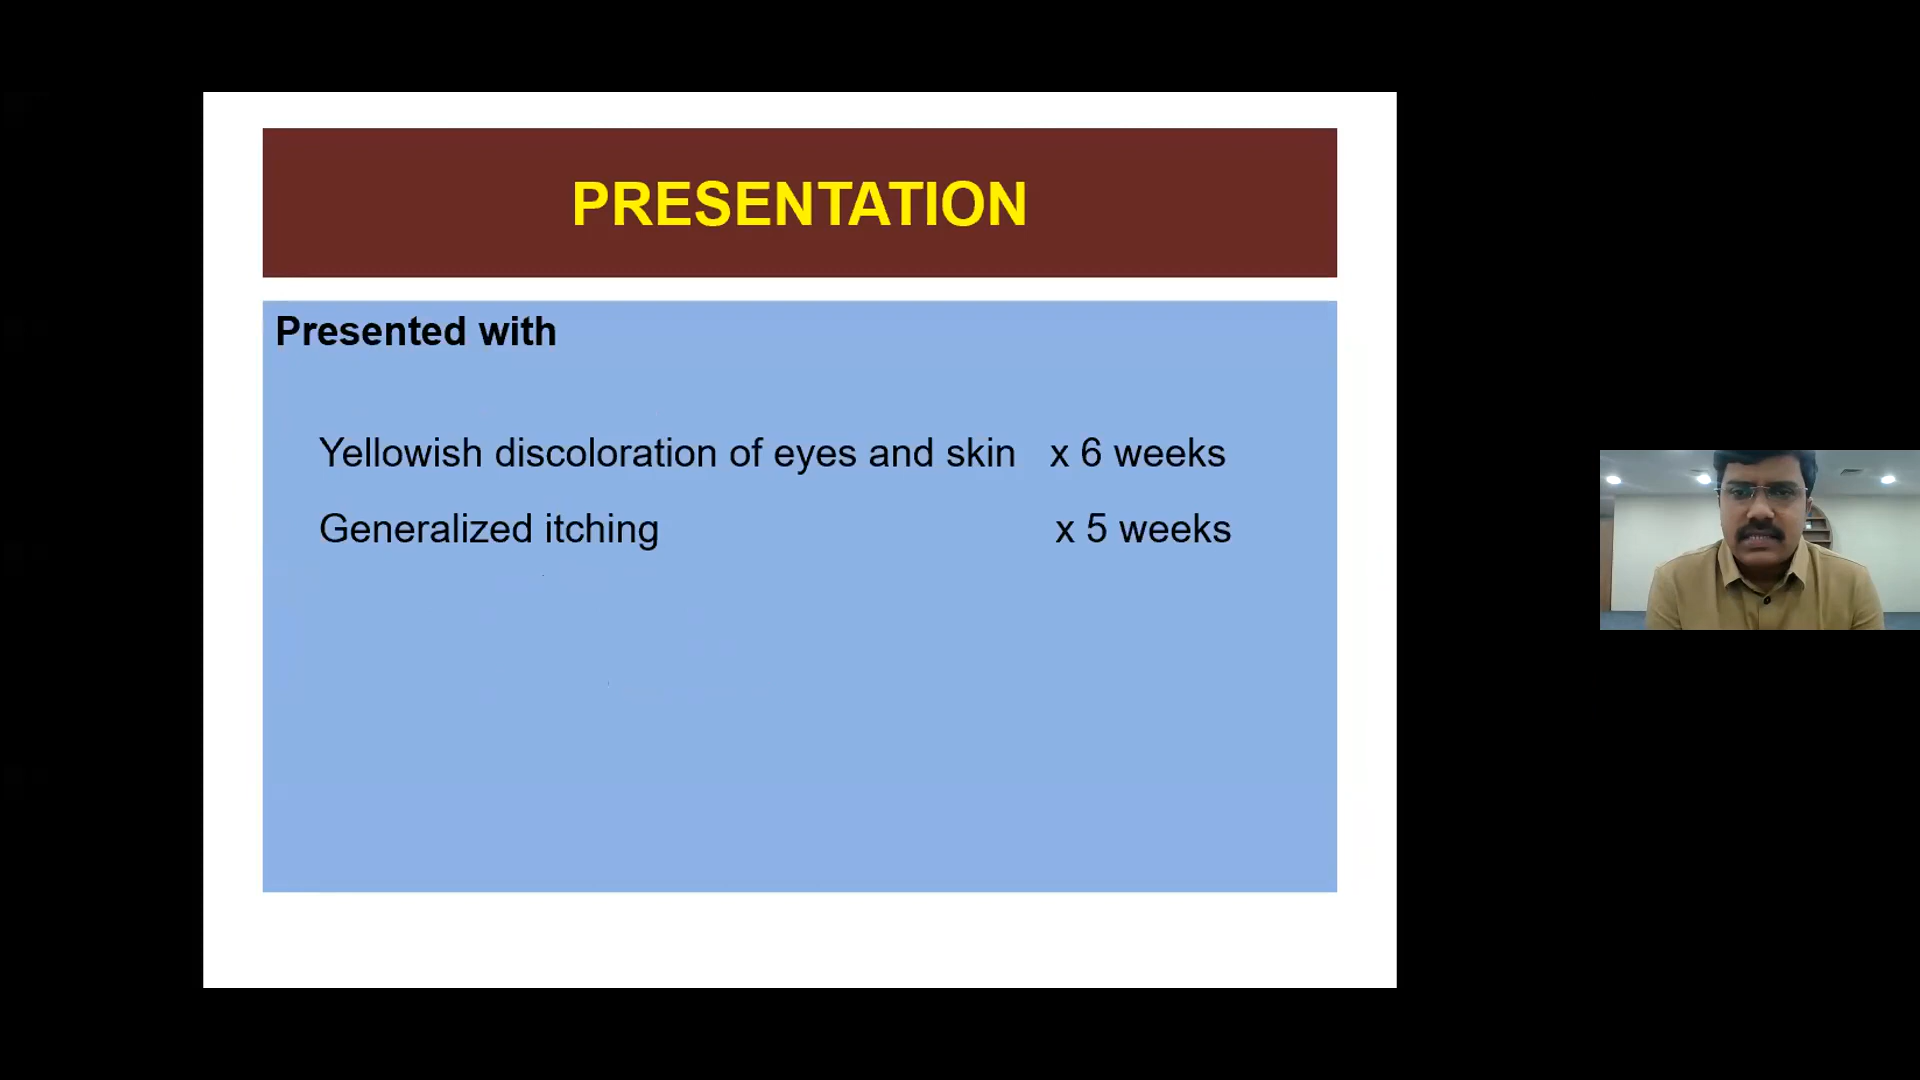 PRESENTATION
Presented with
Yellowish discoloration of eyes and skin x 6 weeks
Generalized itching x 5 weeks